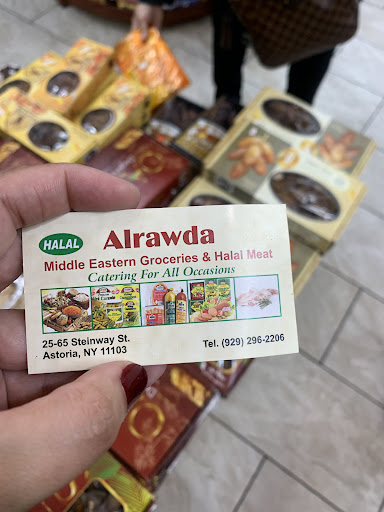 HALAL
Alrawda
Middle Eastern Groceries & Halal Meat
Catering For All Occasions
25-65 Steinway St.
Astoria, NY 11103
Tel. (929) 296-2206